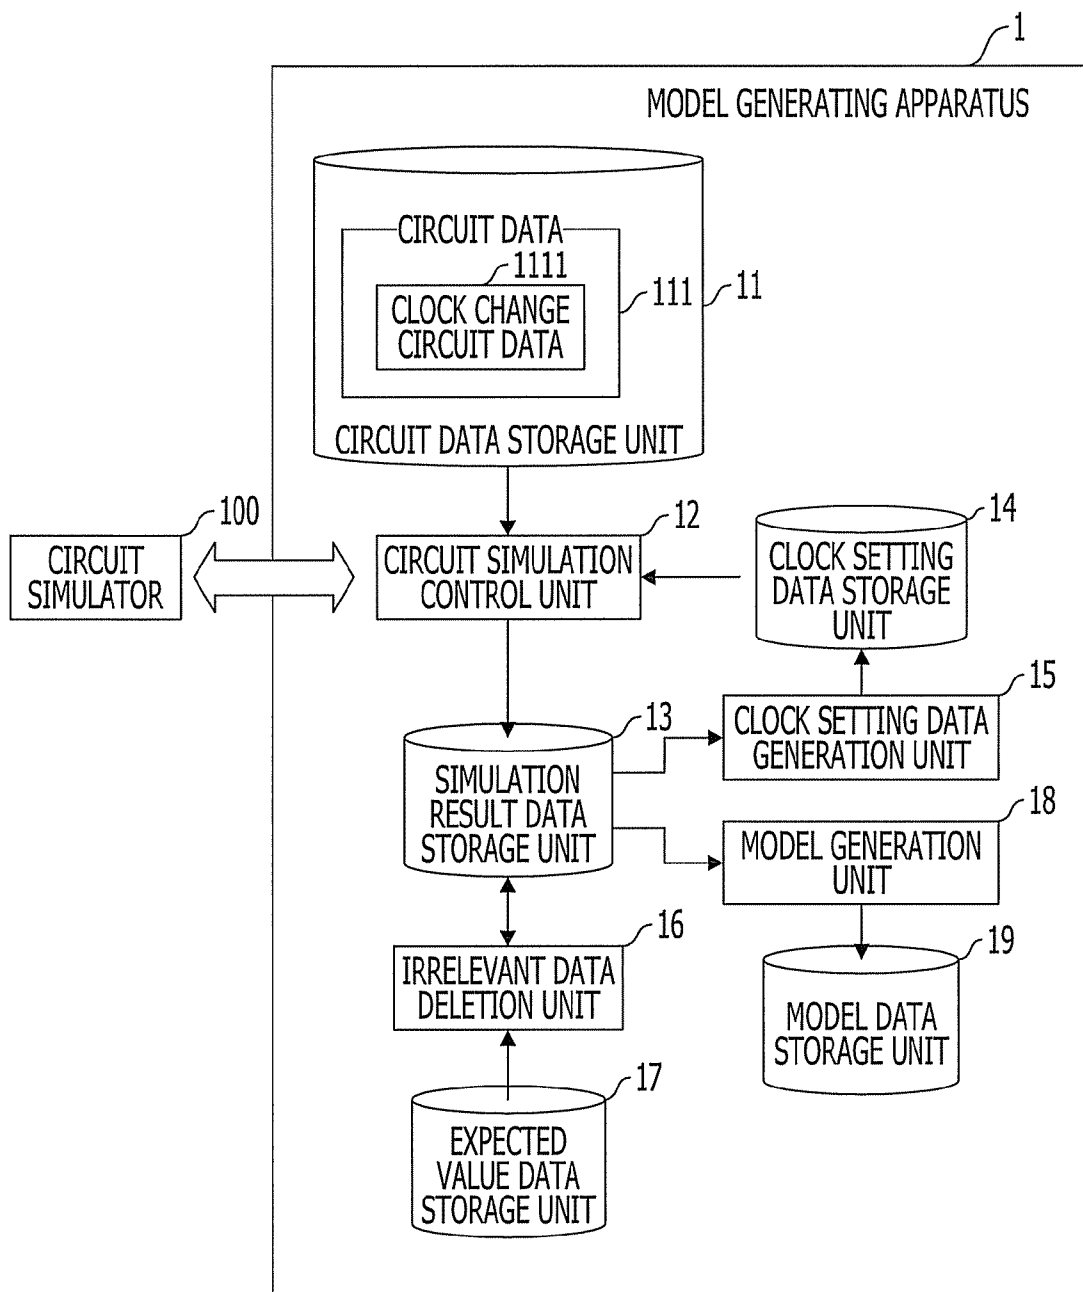 1
MODEL GENERATING APPARATUS
CIRCUIT DATA
1111
CLOCK CHANGE
CIRCUIT DATA
111
11
CIRCUIT DATA STORAGE UNIT
100
CIRCUIT
SIMULATOR
12
CIRCUIT SIMULATION
CONTROL UNIT
14
CLOCK SETTING
DATA STORAGE
UNIT
13
SIMULATION
RESULT DATA
STORAGE UNIT
15
CLOCK SETTING DATA
GENERATION UNIT
18
MODEL GENERATION
UNIT
16
IRRELEVANT DATA
DELETION UNIT
19
MODEL DATA
STORAGE UNIT
17
EXPECTED
VALUE DATA
STORAGE UNIT